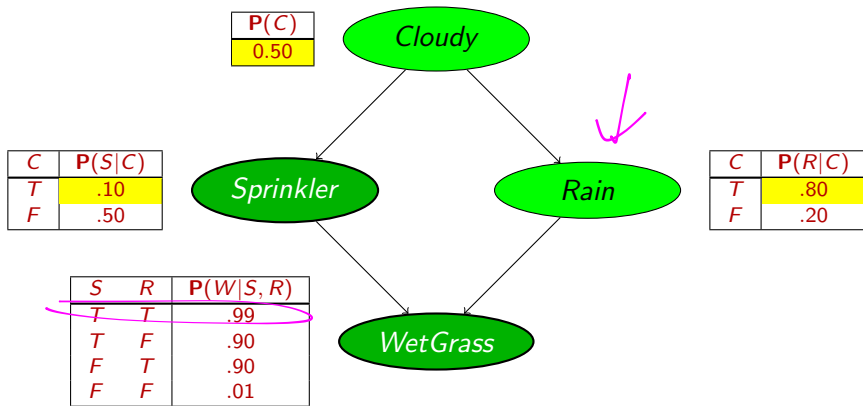 P(C)
0.50
Cloudy
C P(S|C)
T .10
F .50
Sprinkler
Rain
C P(R|C)
T .80
F .20
S R P(W|S, R)
T T .99
T F .90
F T .90
F F .01
WetGrass